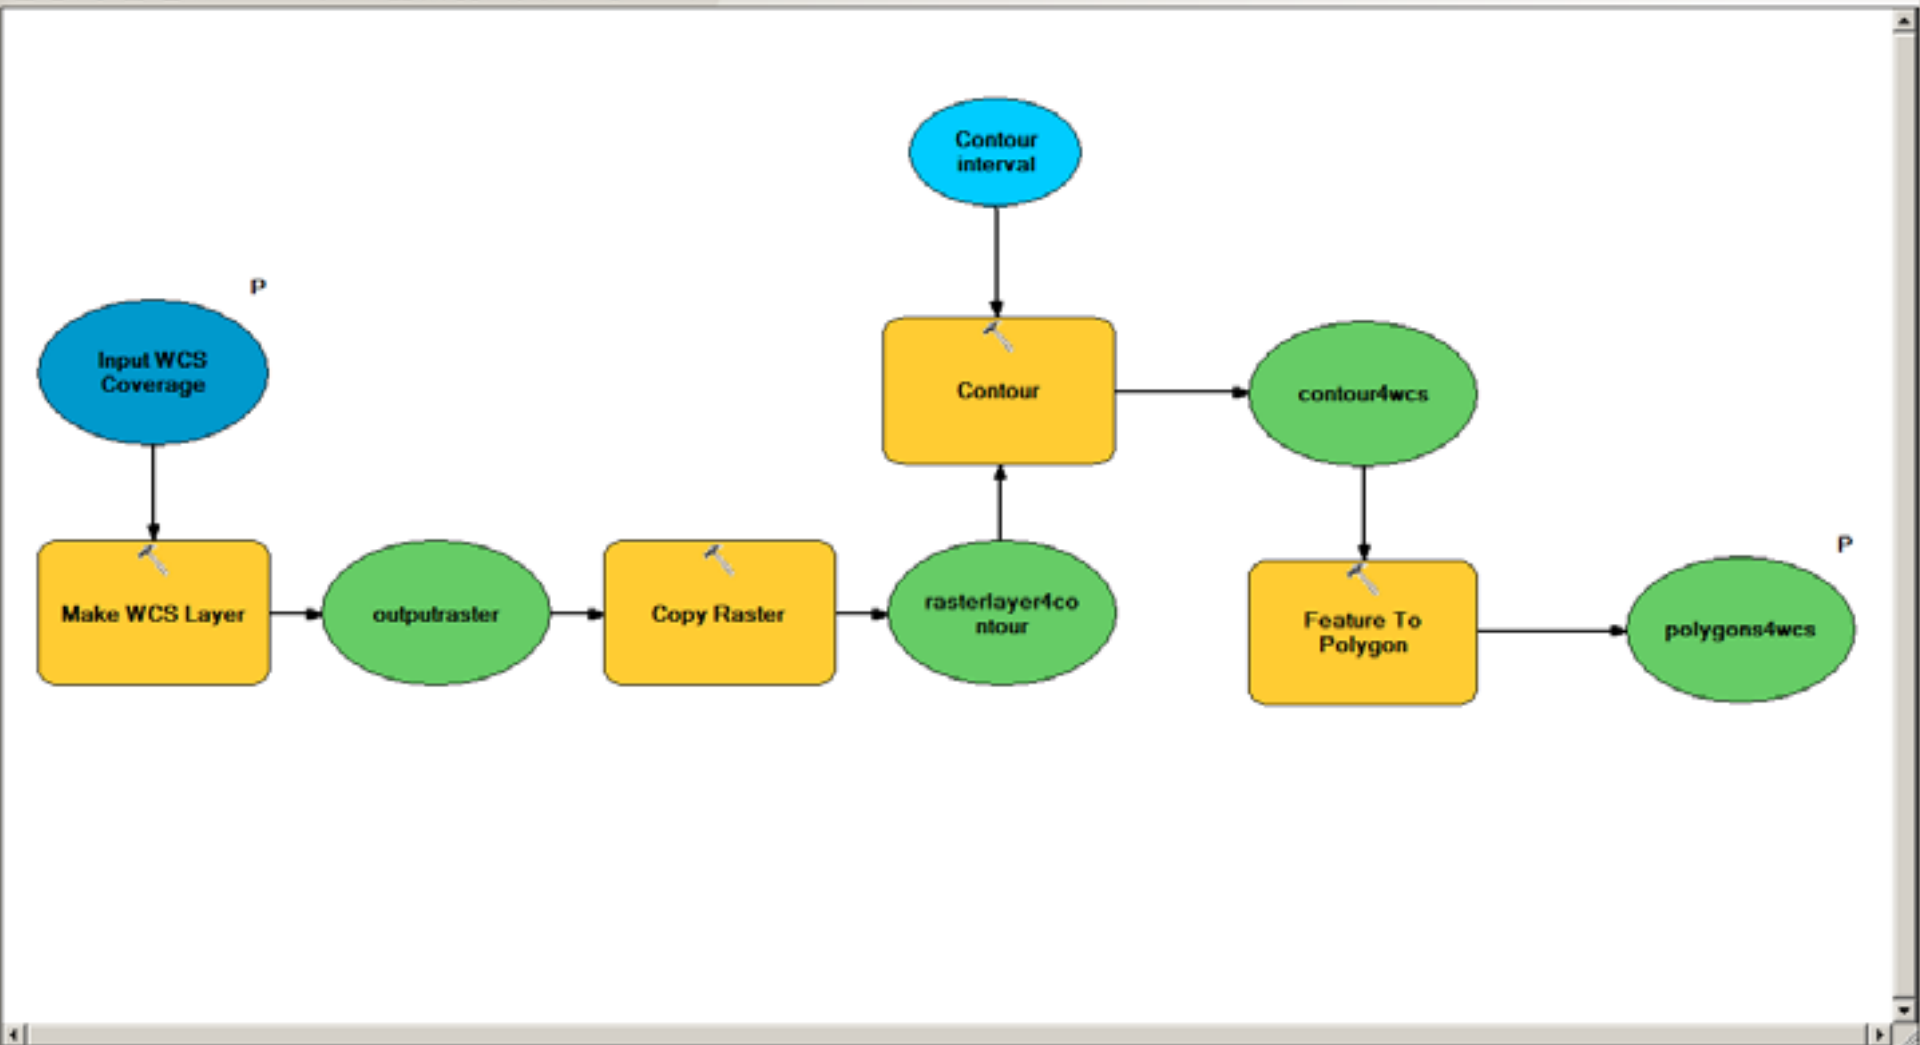 Contour
interval
P
Input WCS
Coverage
Contour
contour4wcs
P
Make WCS Layer
outputraster
Copy Raster
rasterlayer4co
ntour
Feature To
Polygon
polygons4wcs